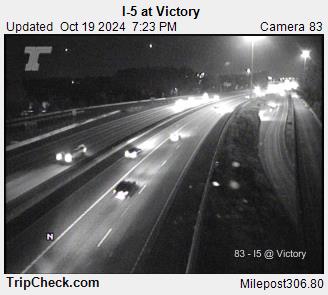 I-5 at Victory
Updated Oct 19 2024 7:23 PM Camera 83
T
N
83 - I5 @ Victory
TripCheck.com Milepost306.80